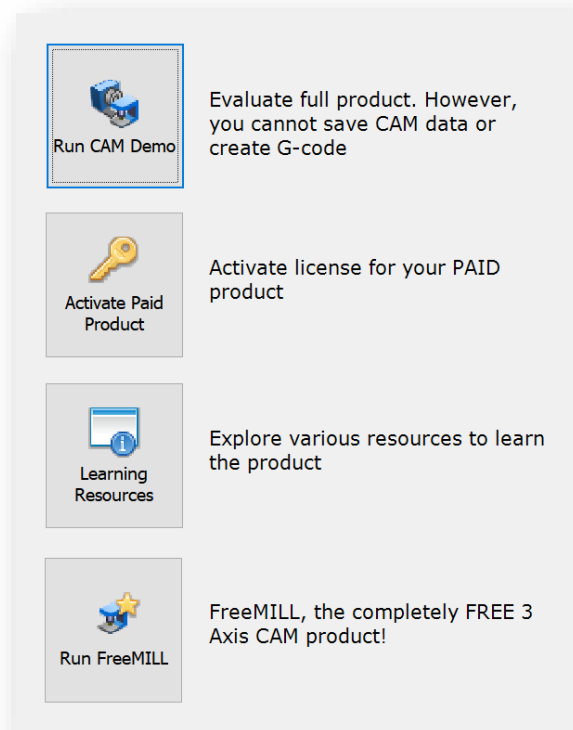 Run CAM Demo
Evaluate full product. However,
you cannot save CAM data or
create G-code
Activate Paid
Product
Activate license for your PAID
product
Learning
Resources
Explore various resources to learn
the product
Run FreeMILL
FreeMILL, the completely FREE 3
Axis CAM product!